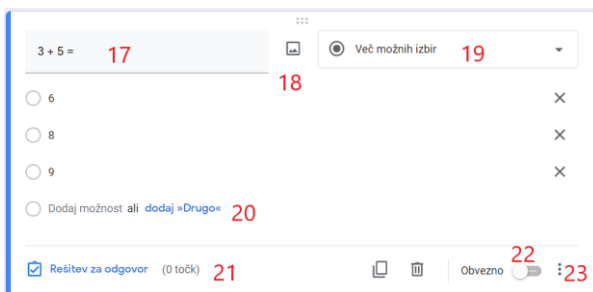 3 + 5 = 17
18
Več možnih izbir 19
6
8
9
Dodaj možnost ali dodaj »Drugo« 20
Rešitev za odgovor (0 točk) 21
Obvezno 22
23